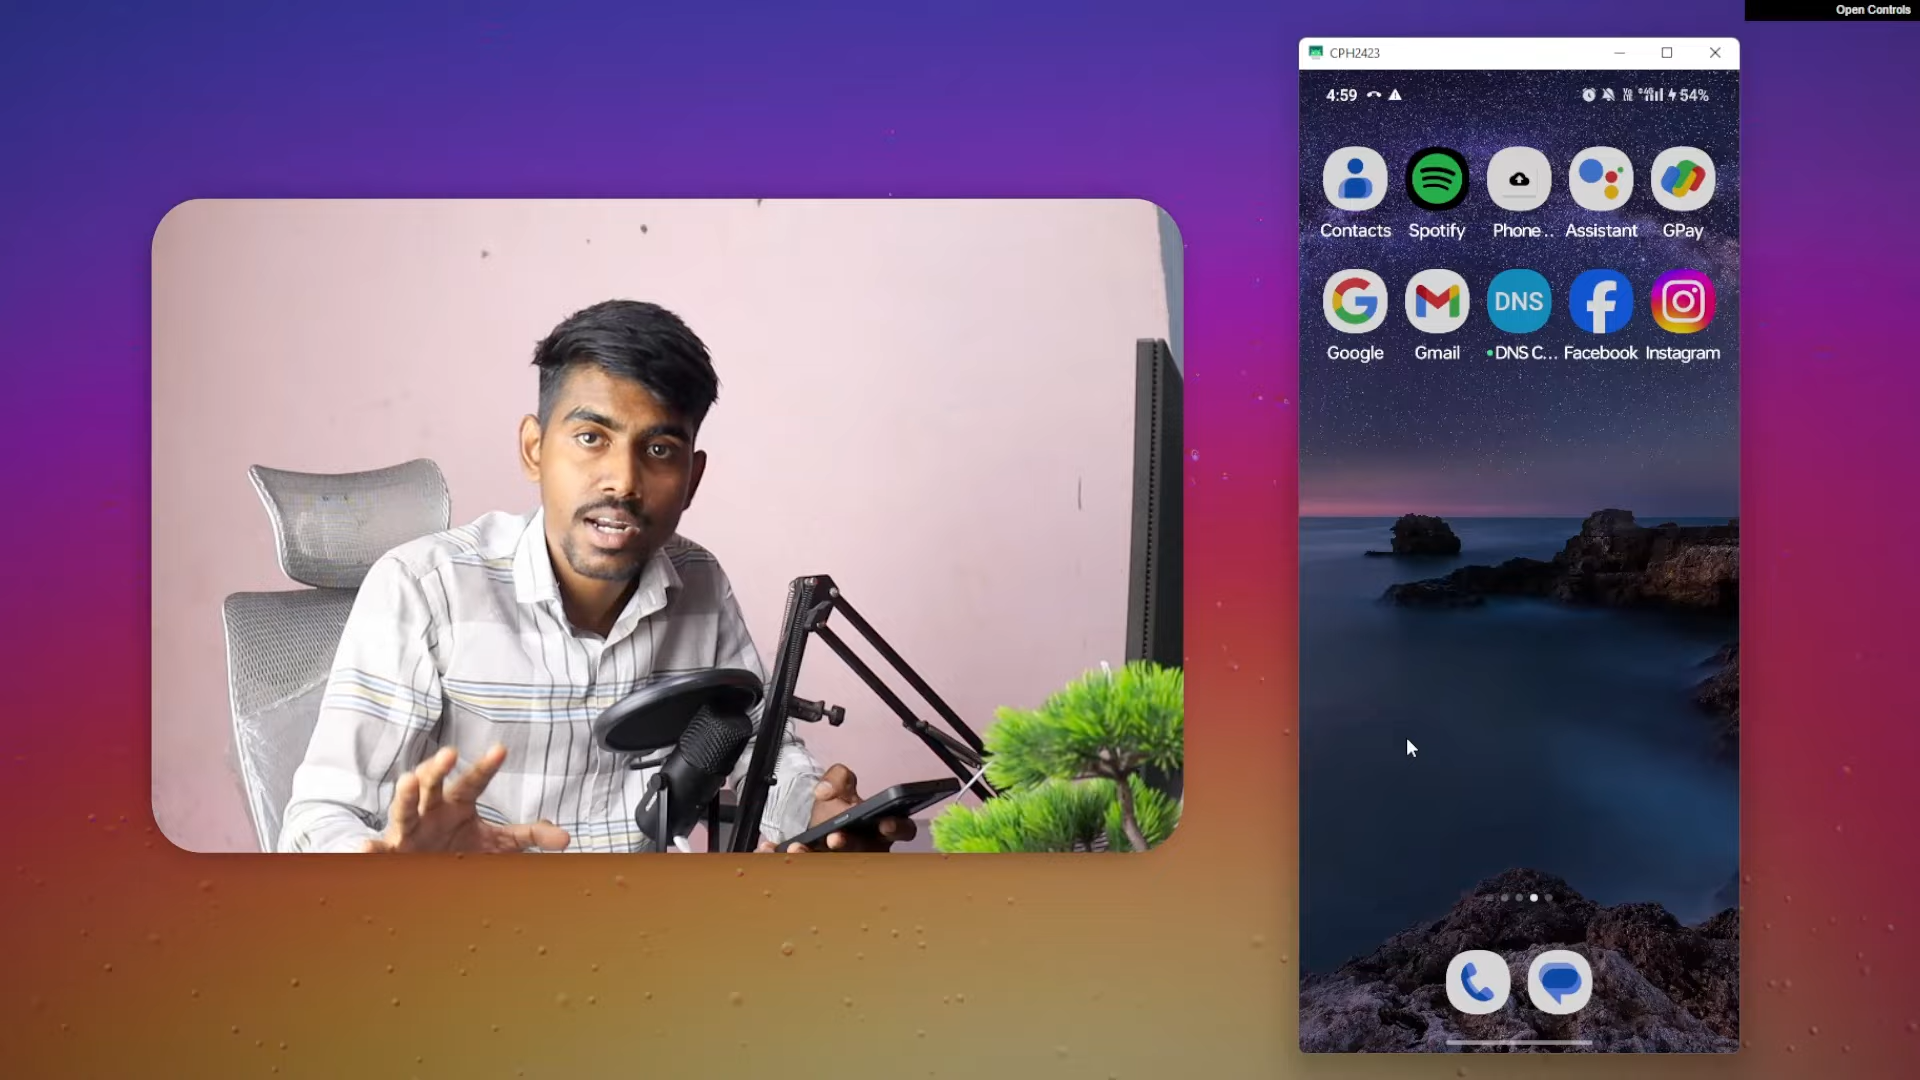 Open Controls
CPH2423
4:59 54%
Contacts Spotify Phone .. Assistant GPay
DNS
Google Gmail DNS C... Facebook Instagram